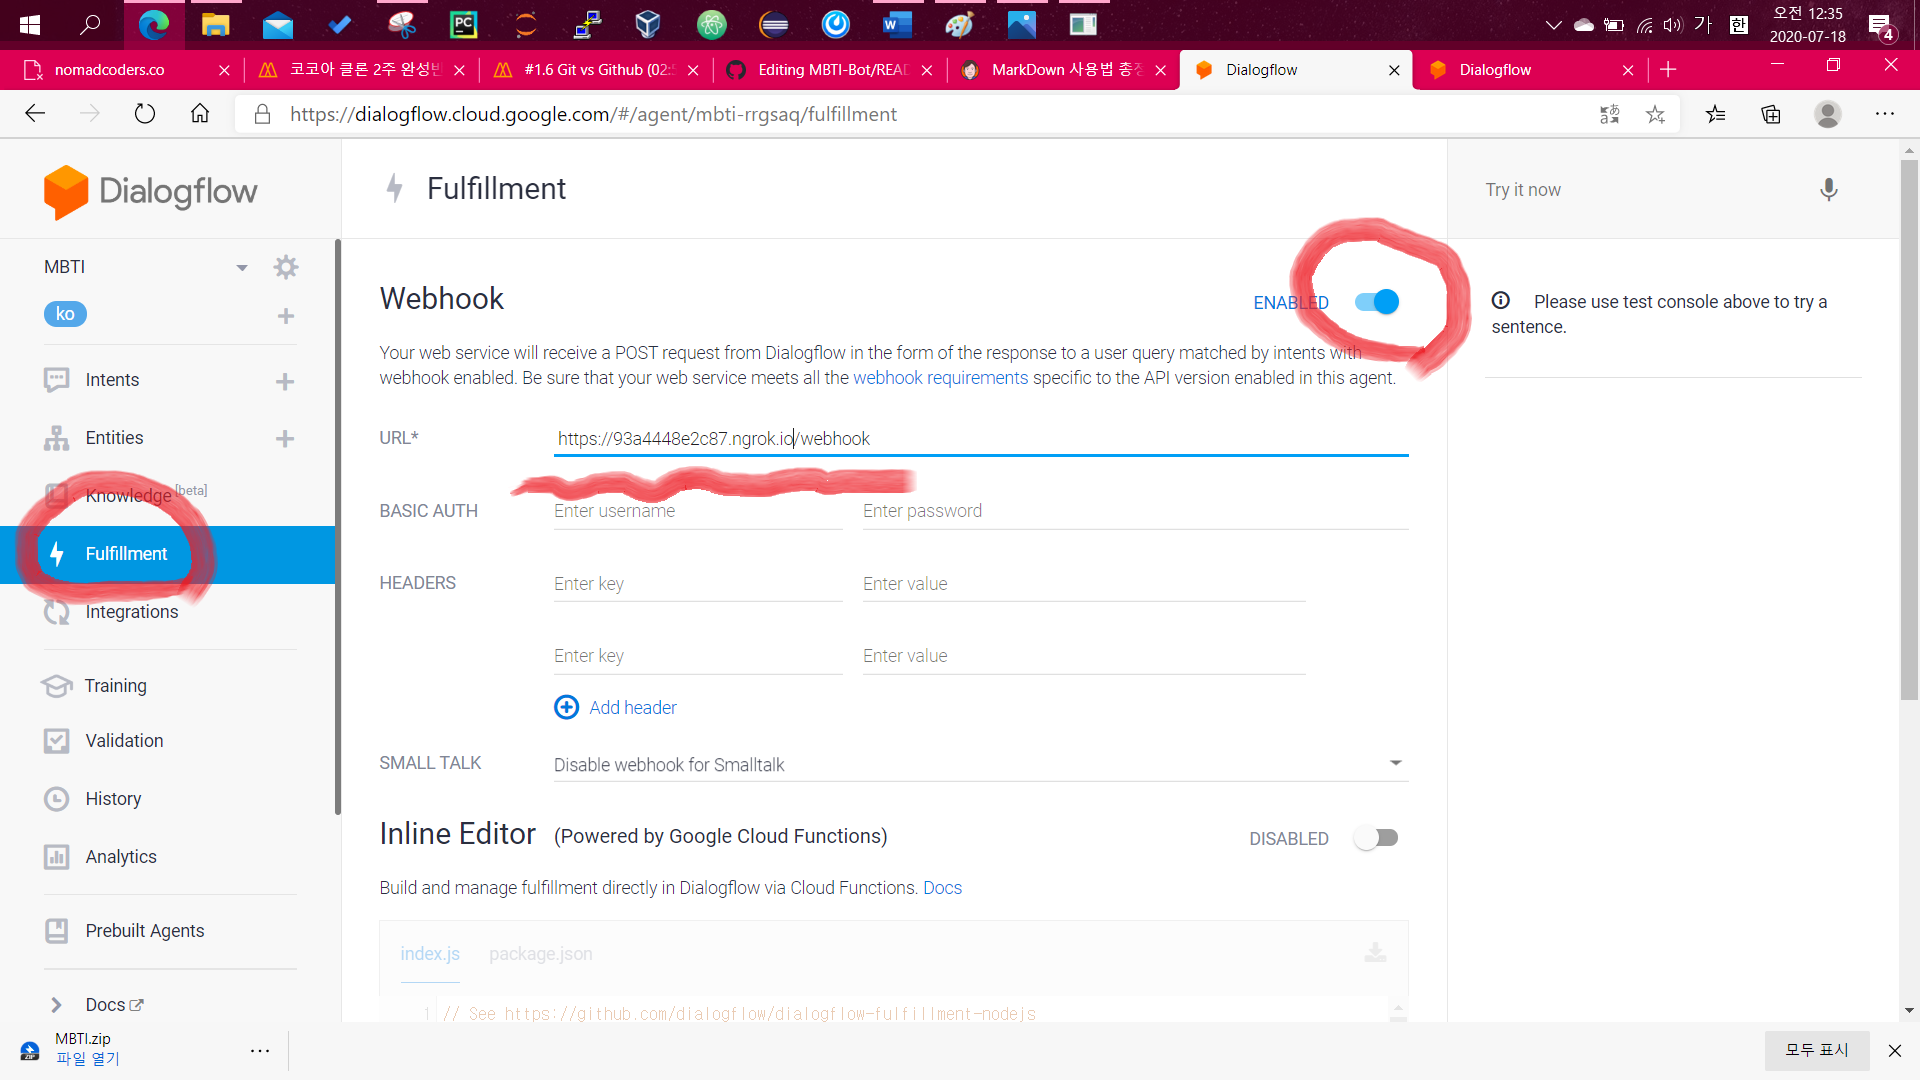 오전 12:35
2020-07-18
가
한
4
nomadcoders.co
코코아 클론 2주 완성반
#1.6 Git vs Github (02:5
Editing MBTI-Bot/READ
MarkDown 사용법 총정
Dialogflow
Dialogflow
https://dialogflow.cloud.google.com/#/agent/mbti-rrgsaq/fulfillment
Dialogflow
MBTI
ko
Intents
Entities
Knowledge [beta]
Fulfillment
Integrations
Training
Validation
History
Analytics
Prebuilt Agents
Docs
Fulfillment
Webhook
ENABLED
Your web service will receive a POST request from Dialogflow in the form of the response to a user query matched by intents with
webhook enabled. Be sure that your web service meets all the webhook requirements specific to the API version enabled in this agent.
URL*
https://93a4448e2c87.ngrok.io/webhook
BASIC AUTH
Enter username
Enter password
HEADERS
Enter key
Enter value
Enter key
Enter value
Add header
SMALL TALK
Disable webhook for Smalltalk
Inline Editor (Powered by Google Cloud Functions)
DISABLED
Build and manage fulfillment directly in Dialogflow via Cloud Functions. Docs
index.js
package.json
1 // See https://github.com/dialogflow/dialogflow-fulfillment-nodejs
Try it now
Please use test console above to try a
sentence.
MBTI.zip
파일 열기
모두 표시